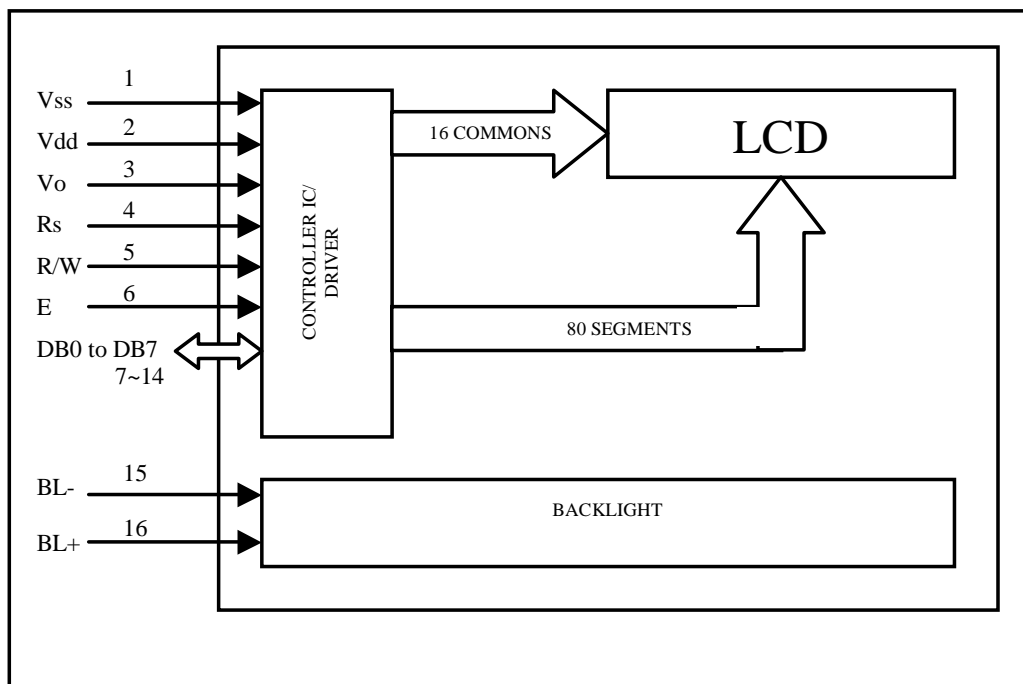 1
Vss
2
Vdd
3
Vo
4
Rs
5
R/W
6
E
DB0 to DB7
7~14
CONTROLLER IC/
DRIVER
16 COMMONS
LCD
80 SEGMENTS
15
BL-
16
BL+
BACKLIGHT